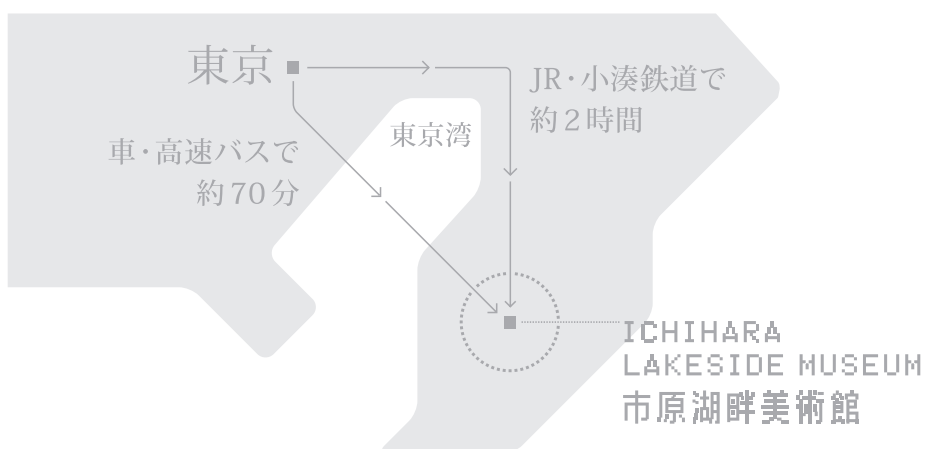 東京
JR・小湊鉄道で
約2時間
東京湾
車・高速バスで
約70分
ICHIHARA
LAKESIDE MUSEUM
市原湖畔美術館